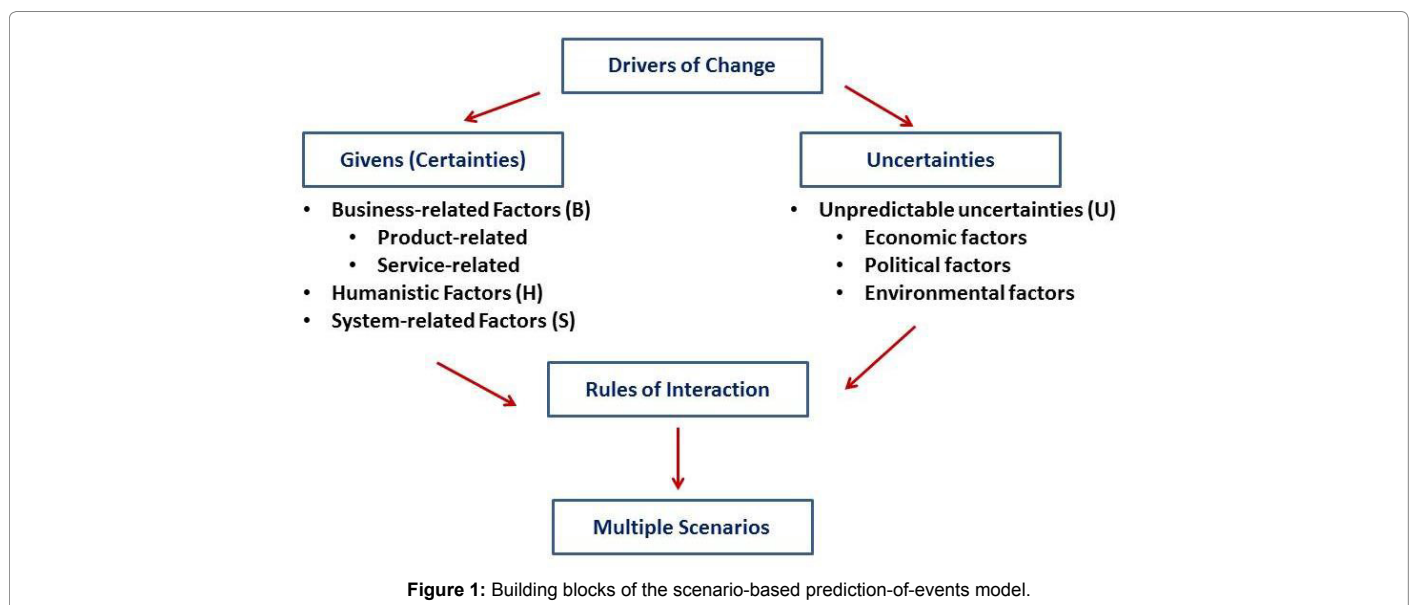 Drivers of Change
Givens (Certainties)
• Business-related Factors (B)
• Product-related
• Service-related
• Humanistic Factors (H)
• System-related Factors (S)
Uncertainties
• Unpredictable uncertainties (U)
• Economic factors
• Political factors
• Environmental factors
Rules of Interaction
Multiple Scenarios
Figure 1: Building blocks of the scenario-based prediction-of-events model.